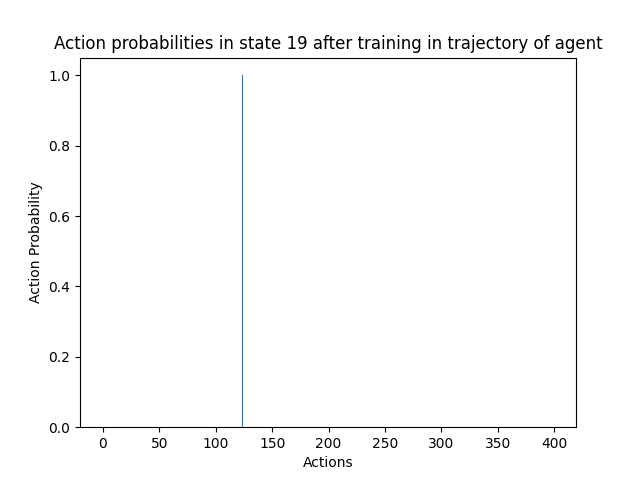 Action probabilities in state 19 after training in trajectory of agent
1.0
0.8
0.6
0.4
0.2
0.0
Action Probability
0 50 100 150 200 250 300 350 400
Actions